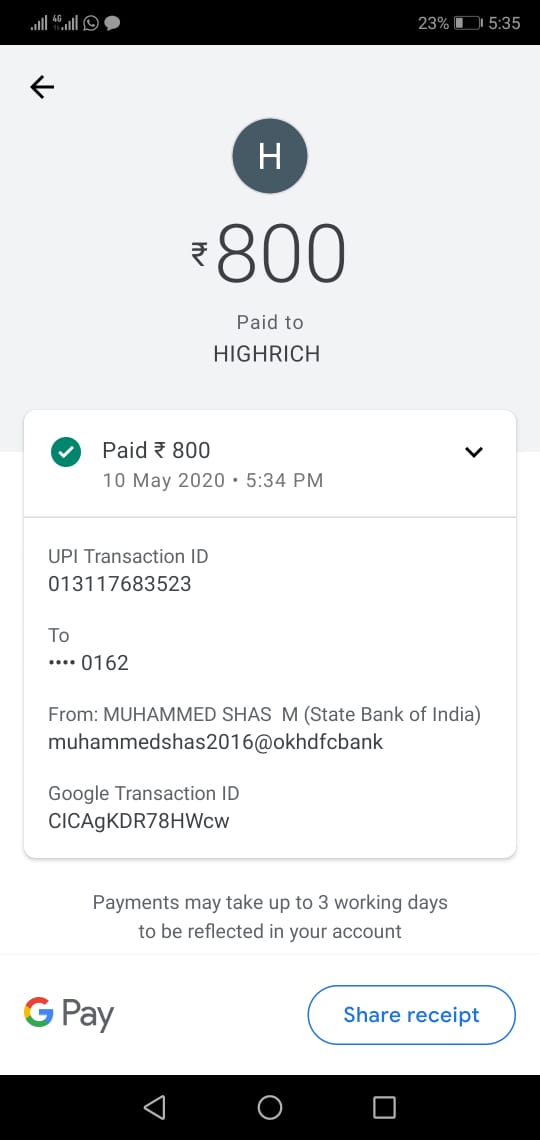 4G 23% 5:35
H
₹800
Paid to
HIGHRICH
Paid ₹ 800
10 May 2020 • 5:34 PM
UPI Transaction ID
013117683523
To
•••• 0162
From: MUHAMMED SHAS  M (State Bank of India)
muhammedshas2016@okhdfcbank
Google Transaction ID
CICAgKDR78HWcw
Payments may take up to 3 working days
to be reflected in your account
G Pay Share receipt